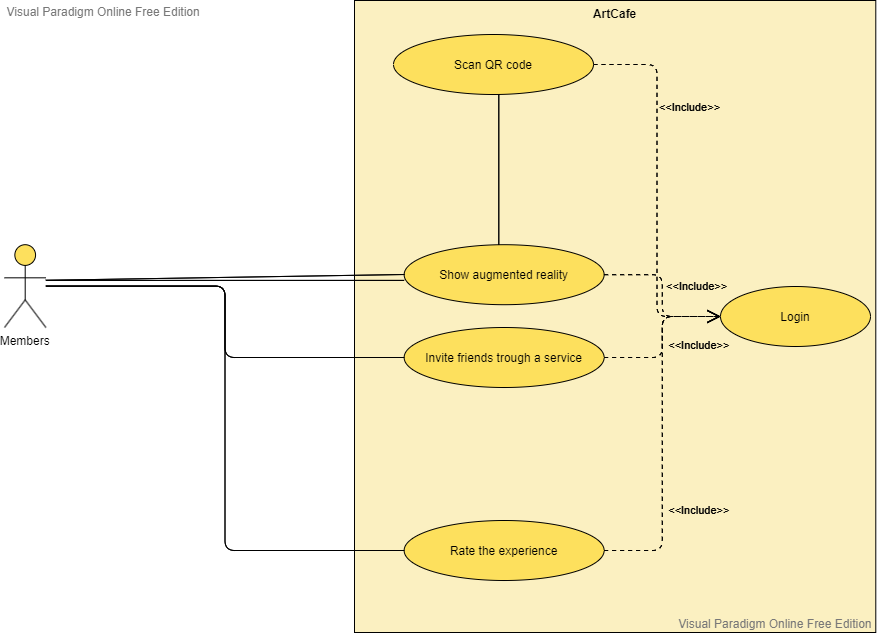 Visual Paradigm Online Free Edition
ArtCafe
Scan QR code
<<Include>>
Show augmented reality
<<Include>>
Login
Members
<<Include>>
Invite friends trough a service
<<Include>>
Rate the experience
Visual Paradigm Online Free Edition